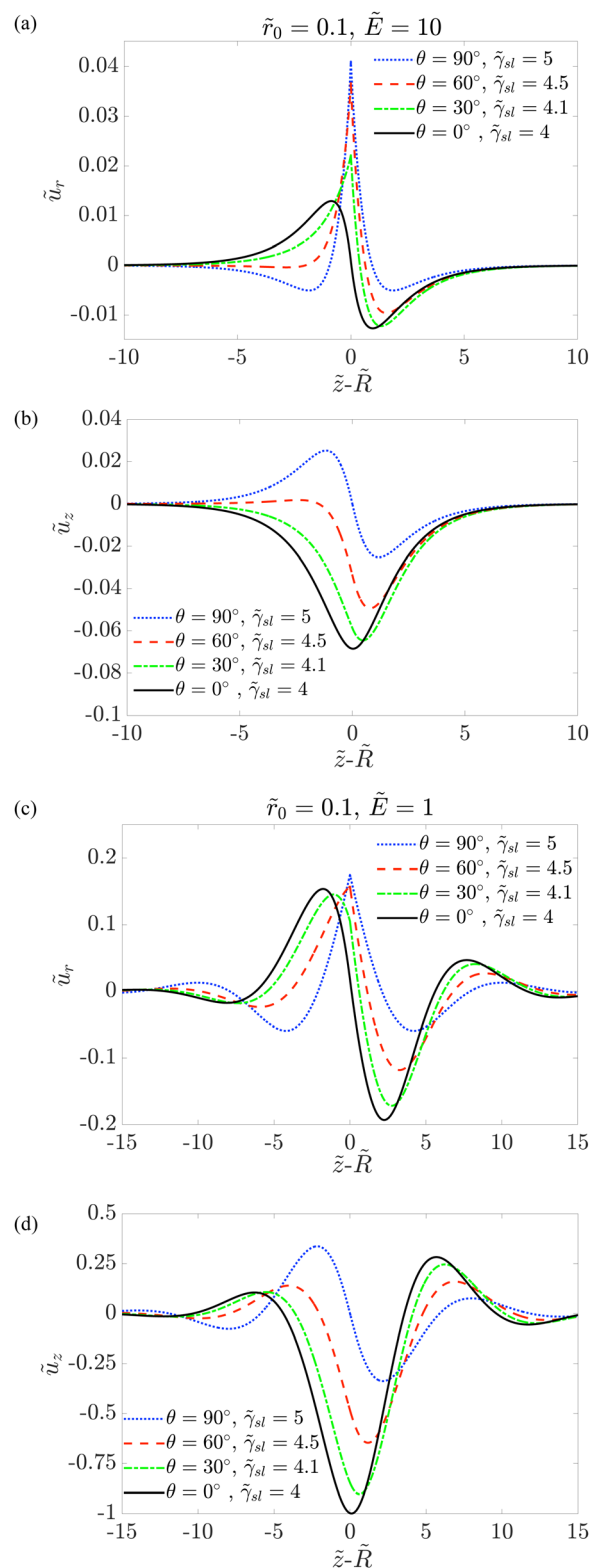 (a)
r̃₀ = 0.1, Ẽ = 10
0.04
0.03
0.02
0.01
0
-0.01
ũᵣ
θ = 90°, γ̃ₛₗ = 5
θ = 60°, γ̃ₛₗ = 4.5
θ = 30°, γ̃ₛₗ = 4.1
θ = 0° , γ̃ₛₗ = 4
-10 -5 0 5 10
z̃-R̃
(b)
0.04
0.02
0
-0.02
-0.04
-0.06
-0.08
-0.1
ũ_z
θ = 90°, γ̃ₛₗ = 5
θ = 60°, γ̃ₛₗ = 4.5
θ = 30°, γ̃ₛₗ = 4.1
θ = 0° , γ̃ₛₗ = 4
-10 -5 0 5 10
z̃-R̃
(c)
r̃₀ = 0.1, Ẽ = 1
0.2
0.1
0
-0.1
-0.2
ũᵣ
θ = 90°, γ̃ₛₗ = 5
θ = 60°, γ̃ₛₗ = 4.5
θ = 30°, γ̃ₛₗ = 4.1
θ = 0° , γ̃ₛₗ = 4
-15 -10 -5 0 5 10 15
z̃-R̃
(d)
0.5
0.25
0
-0.25
-0.5
-0.75
-1
ũ_z
θ = 90°, γ̃ₛₗ = 5
θ = 60°, γ̃ₛₗ = 4.5
θ = 30°, γ̃ₛₗ = 4.1
θ = 0° , γ̃ₛₗ = 4
-15 -10 -5 0 5 10 15
z̃-R̃